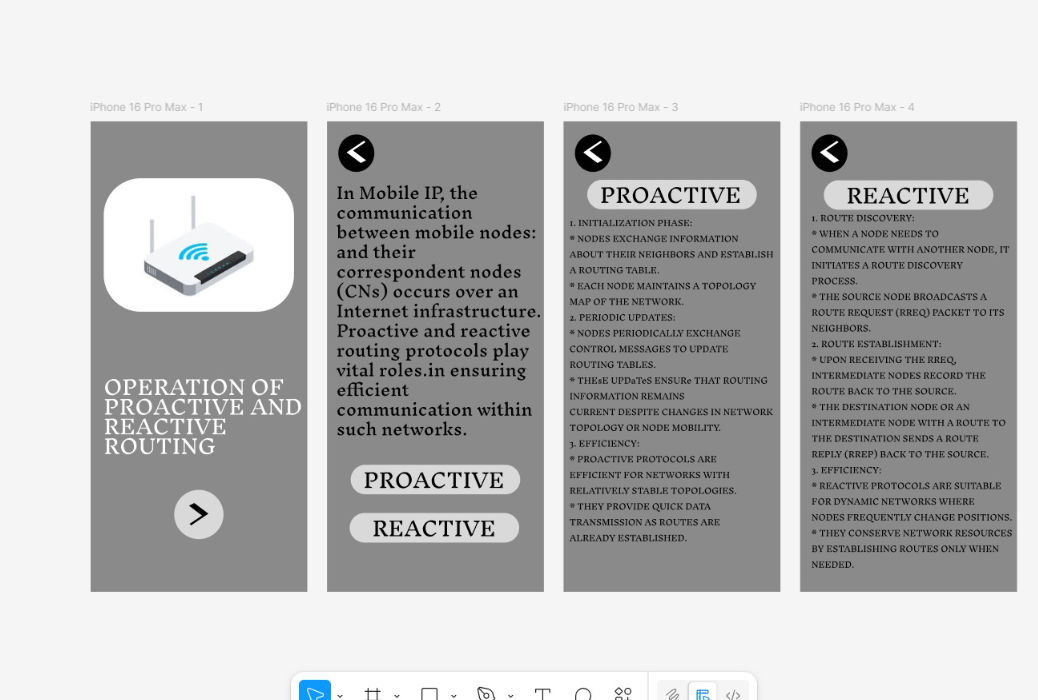 iPhone 16 Pro Max - 1
OPERATION OF
PROACTIVE AND
REACTIVE
ROUTING
iPhone 16 Pro Max - 2
In Mobile IP, the
communication
between mobile nodes:
and their
correspondent nodes
(CNs) occurs over an
Internet infrastructure.
Proactive and reactive
routing protocols play
vital roles.in ensuring
efficient
communication within
such networks.
PROACTIVE
REACTIVE
iPhone 16 Pro Max - 3
PROACTIVE
1. INITIALIZATION PHASE:
* NODES EXCHANGE INFORMATION
ABOUT THEIR NEIGHBORS AND ESTABLISH
A ROUTING TABLE.
* EACH NODE MAINTAINS A TOPOLOGY
MAP OF THE NETWORK.
2. PERIODIC UPDATES:
* NODES PERIODICALLY EXCHANGE
CONTROL MESSAGES TO UPDATE
ROUTING TABLES.
* THEsE UPDaTeS ENSURe THAT ROUTING
INFORMATION REMAINS
CURRENT DESPITE CHANGES IN NETWORK
TOPOLOGY OR NODE MOBILITY.
3. EFFICIENCY:
* PROACTIVE PROTOCOLS ARE
EFFICIENT FOR NETWORKS WITH
RELATIVELY STABLE TOPOLOGIES.
* THEY PROVIDE QUICK DATA
TRANSMISSION AS ROUTES ARE
ALREADY ESTABLISHED.
iPhone 16 Pro Max - 4
REACTIVE
1. ROUTE DISCOVERY:
* WHEN A NODE NEEDS TO
COMMUNICATE WITH ANOTHER NODE, IT
INITIATES A ROUTE DISCOVERY
PROCESS.
* THE SOURCE NODE BROADCASTS A
ROUTE REQUEST (RREQ) PACKET TO ITS
NEIGHBORS.
2. ROUTE ESTABLISHMENT:
* UPON RECEIVING THE RREQ,
INTERMEDIATE NODES RECORD THE
ROUTE BACK TO THE SOURCE.
* THE DESTINATION NODE OR AN
INTERMEDIATE NODE WITH A ROUTE TO
THE DESTINATION SENDS A ROUTE
REPLY (RREP) BACK TO THE SOURCE.
3. EFFICIENCY:
* REACTIVE PROTOCOLS ARE SUITABLE
FOR DYNAMIC NETWORKS WHERE
NODES FREQUENTLY CHANGE POSITIONS.
* THEY CONSERVE NETWORK RESOURCES
BY ESTABLISHING ROUTES ONLY WHEN
NEEDED.